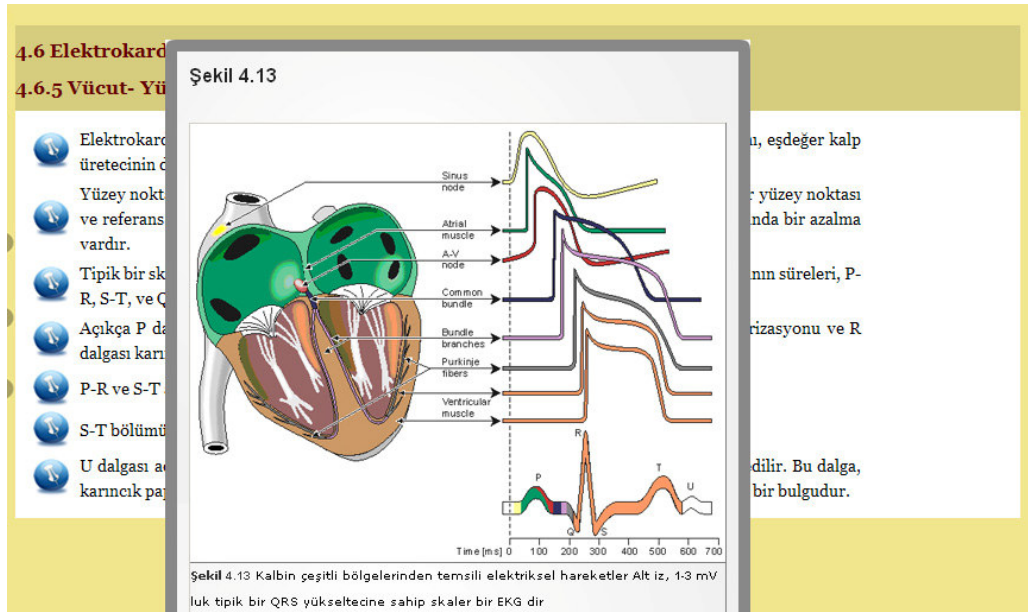 4.6 Elektrokard
4.6.5 Vücut- Yü
Elektrokard
üretecinin d
Yüzey nokt
ve referans
vardır.
Tipik bir sk
R, S-T, ve Q
Açıkça P da
dalgası karı
P-R ve S-T
S-T bölümü
U dalgası a
karıncık pap
eşdeğer kalp
r yüzey noktası
nda bir azalma
nın süreleri, P-
rizasyonu ve R
dilir. Bu dalga,
bir bulgudur.
Şekil 4.13
Sinus
node
Atrial
muscle
A-V
node
Common
bundle
Bundle
branches
Purkinje
fibers
Ventricular
muscle
R
P
T
U
Q
S
Time [ms] 0 100 200 300 400 500 600 700
Şekil 4.13 Kalbin çeşitli bölgelerinden temsili elektriksel hareketler Alt iz, 1-3 mV
luk tipik bir QRS yükseltecine sahip skaler bir EKG dir